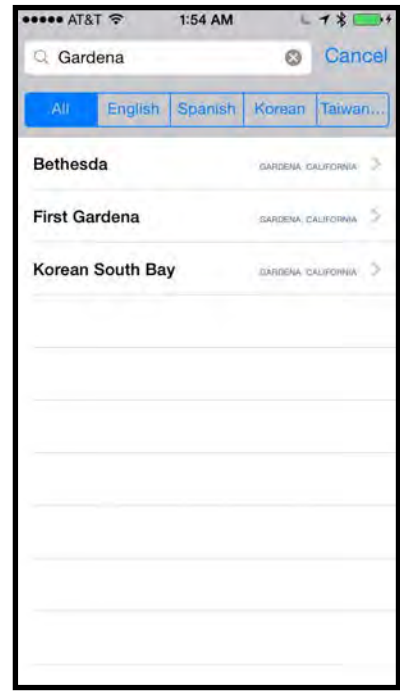 AT&T 1:54 AM
Gardena Cancel
All English Spanish Korean Taiwan...
Bethesda GARDENA, CALIFORNIA
First Gardena GARDENA, CALIFORNIA
Korean South Bay GARDENA, CALIFORNIA